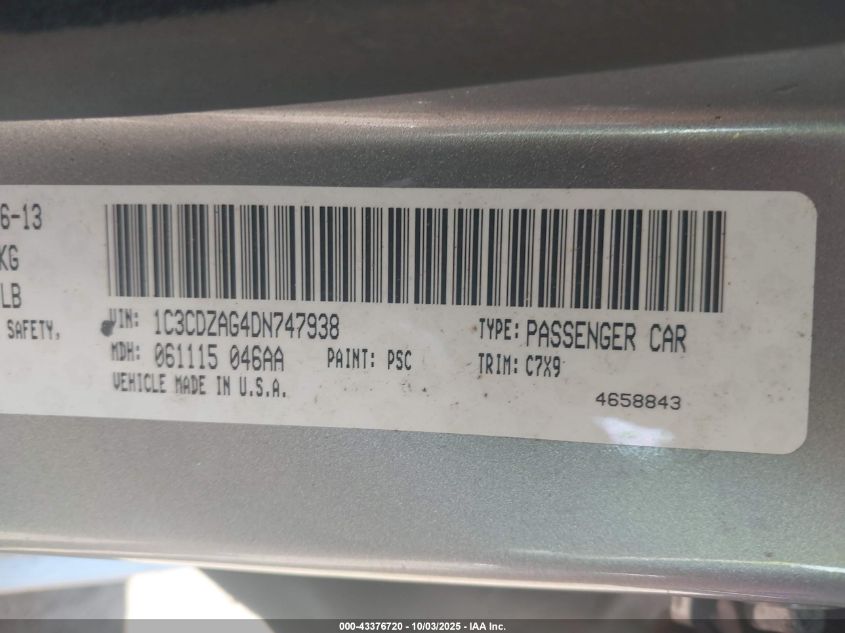 6-13
KG
LB
SAFETY,
VIN: 1C3CDZAG4DN747938 TYPE: PASSENGER CAR
MDH: 061115 046AA PAINT: PSC TRIM: C7X9
VEHICLE MADE IN U.S.A.
4658843
000-43376720 - 10/03/2025 - IAA Inc.